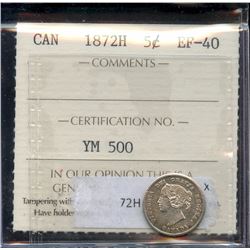 CAN 1872H 5¢ EF-40
COMMENTS
CERTIFICATION NO.
YM 500
IN OUR OPINION THIS IS A
GEN
Tampering with
72H
Have holder